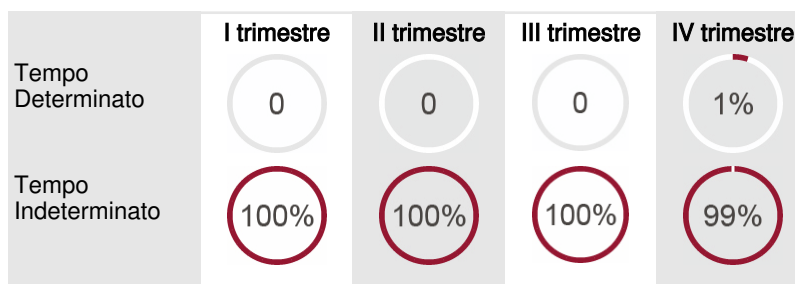 I trimestre II trimestre III trimestre IV trimestre
Tempo
Determinato
0 0 0 1%
Tempo
Indeterminato
100% 100% 100% 99%